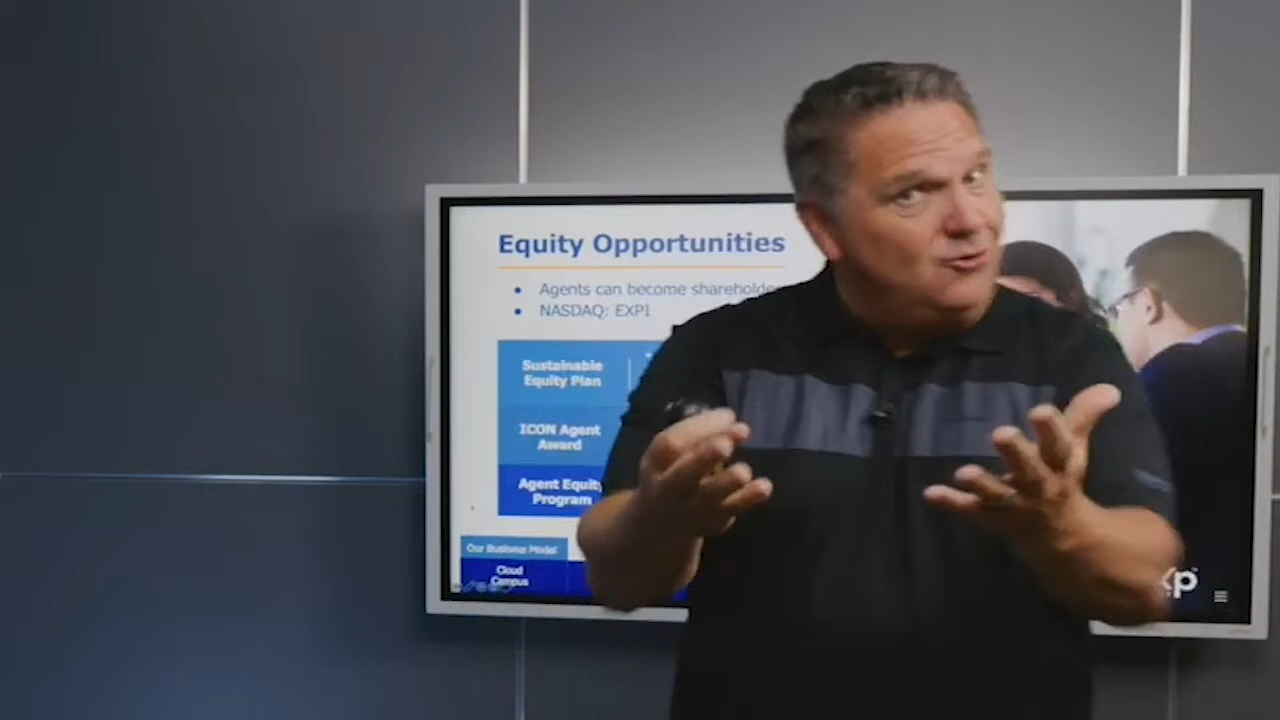 Equity Opportunities
• Agents can become shareholde
• NASDAQ: EXPI
Sustainable
Equity Plan
ICON Agent
Award
Agent Equity
Program
Our Business Model
Cloud
Campus
xp